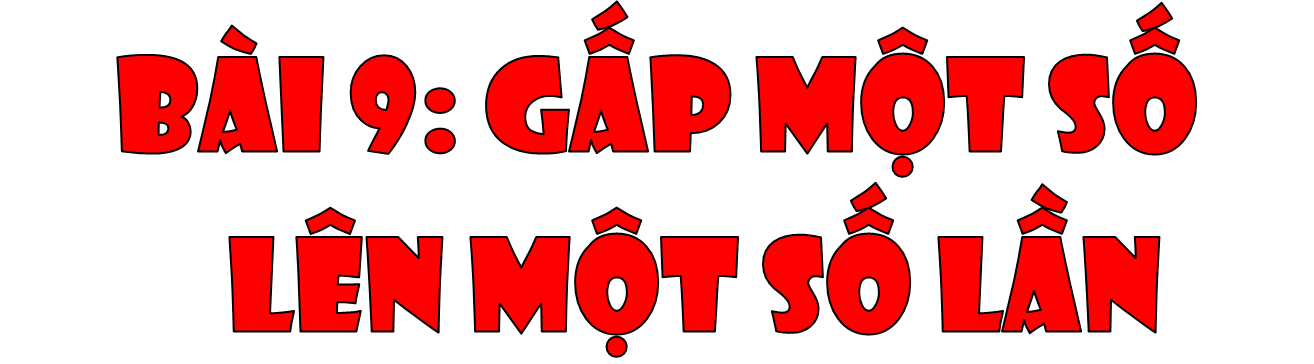 BÀI 9: GẤP MỘT SỐ
LÊN MỘT SỐ LẦN